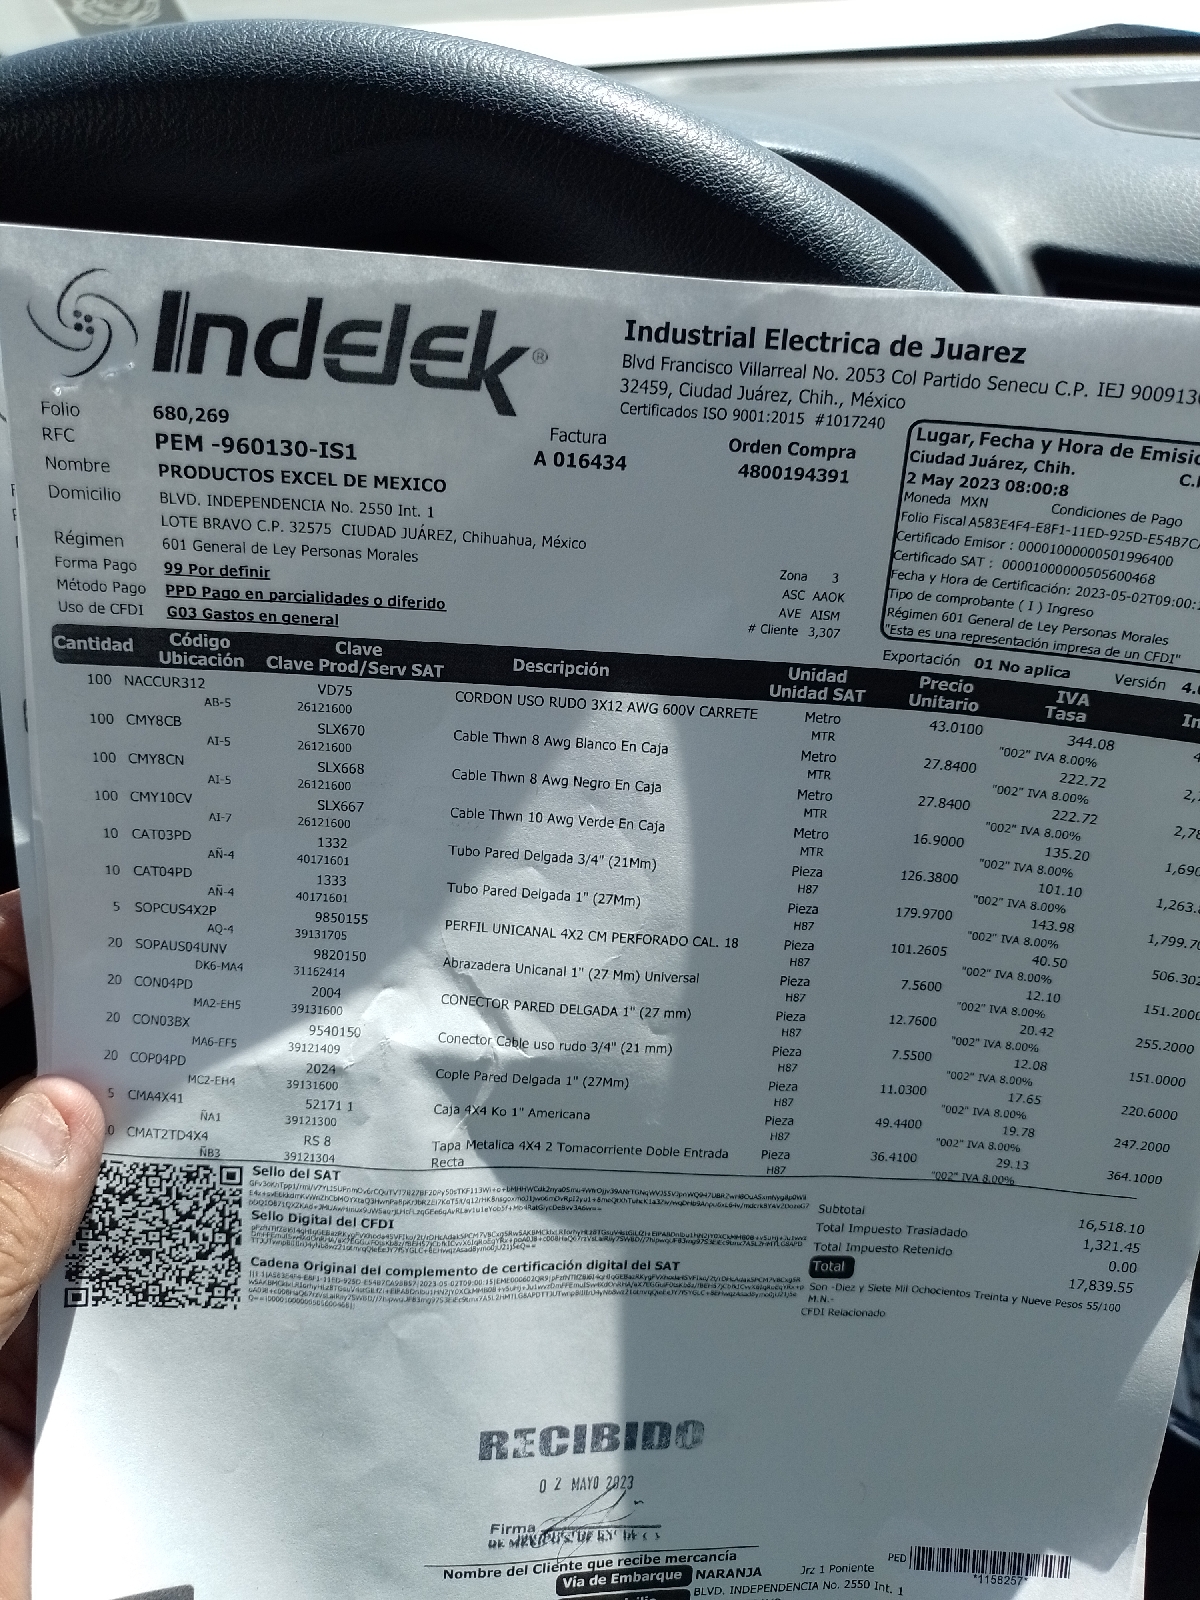 Indelek®
Industrial Electrica de Juarez
Blvd Francisco Villarreal No. 2053 Col Partido Senecu C.P. IEJ 900913
32459, Ciudad Juárez, Chih., México
Certificados ISO 9001:2015 #1017240
Folio 680,269
RFC PEM -960130-IS1
Factura
A 016434
Orden Compra
4800194391
Nombre PRODUCTOS EXCEL DE MEXICO
Domicilio BLVD. INDEPENDENCIA No. 2550 Int. 1
LOTE BRAVO C.P. 32575 CIUDAD JUÁREZ, Chihuahua, México
Régimen 601 General de Ley Personas Morales
Forma Pago 99 Por definir
Método Pago PPD Pago en parcialidades o diferido
Uso de CFDI G03 Gastos en general
Zona 3
ASC AAOK
AVE AISM
# Cliente 3,307
Lugar, Fecha y Hora de Emisio
Ciudad Juárez, Chih.
2 May 2023 08:00:8
Moneda MXN Condiciones de Pago
Folio Fiscal A583E4F4-E8F1-11ED-925D-E54B7C
Certificado Emisor : 00001000000501996400
Certificado SAT : 00001000000505600468
Fecha y Hora de Certificación: 2023-05-02T09:00:
Tipo de comprobante ( I ) Ingreso
Régimen 601 General de Ley Personas Morales
"Esta es una representación impresa de un CFDI"
Exportación 01 No aplica Versión 4.
Cantidad Código Ubicación Clave Clave Prod/Serv SAT Descripción Unidad Unidad SAT Precio Unitario IVA Tasa
100 NACCUR312 VD75 CORDON USO RUDO 3X12 AWG 600V CARRETE Metro 43.0100 344.08
AB-5 26121600 MTR "002" IVA 8.00%
100 CMY8CB SLX670 Cable Thwn 8 Awg Blanco En Caja Metro 27.8400 222.72
AI-5 26121600 MTR "002" IVA 8.00%
100 CMY8CN SLX668 Cable Thwn 8 Awg Negro En Caja Metro 27.8400 222.72
AI-5 26121600 MTR "002" IVA 8.00%
100 CMY10CV SLX667 Cable Thwn 10 Awg Verde En Caja Metro 16.9000 135.20
AI-7 26121600 MTR "002" IVA 8.00%
10 CAT03PD 1332 Tubo Pared Delgada 3/4" (21Mm) Pieza 126.3800 101.10
AÑ-4 40171601 H87 "002" IVA 8.00%
10 CAT04PD 1333 Tubo Pared Delgada 1" (27Mm) Pieza 179.9700 143.98
AÑ-4 40171601 H87 "002" IVA 8.00%
5 SOPCUS4X2P 9850155 PERFIL UNICANAL 4X2 CM PERFORADO CAL. 18 Pieza 101.2605 40.50 506.302
AQ-4 39131705 H87 "002" IVA 8.00%
20 SOPAUS04UNV 9820150 Abrazadera Unicanal 1" (27 Mm) Universal Pieza 7.5600 12.10 151.2000
DK6-MA4 31162414 H87 "002" IVA 8.00%
20 CON04PD 2004 CONECTOR PARED DELGADA 1" (27 mm) Pieza 12.7600 20.42 255.2000
MA2-EH5 39131600 H87 "002" IVA 8.00%
20 CON03BX 9540150 Conector Cable uso rudo 3/4" (21 mm) Pieza 7.5500 12.08 151.0000
MA6-EF5 39121409 H87 "002" IVA 8.00%
20 COP04PD 2024 Cople Pared Delgada 1" (27Mm) Pieza 11.0300 17.65 220.6000
MC2-EH4 39131600 H87 "002" IVA 8.00%
5 CMA4X41 52171 1 Caja 4X4 Ko 1" Americana Pieza 49.4400 19.78 247.2000
ÑA1 39121300 H87 "002" IVA 8.00%
0 CMAT2TD4X4 RS 8 Tapa Metalica 4X4 2 Tomacorriente Doble Entrada Pieza 36.4100 29.13 364.1000
ÑB3 39121304 Recta H87 "002" IVA 8.00%
Sello del SAT
Sello Digital del CFDI
Cadena Original del complemento de certificación digital del SAT
Subtotal 16,518.10
Total Impuesto Trasladado 1,321.45
Total Impuesto Retenido 0.00
Total 17,839.55
Son -Diez y Siete Mil Ochocientos Treinta y Nueve Pesos 55/100
M.N.-
CFDI Relacionado
RECIBIDO
02 MAYO 2023
Firma
Nombre del Cliente que recibe mercancía
Via de Embarque NARANJA Jrz 1 Poniente
BLVD. INDEPENDENCIA No. 2550 Int. 1
PED
*1158257*